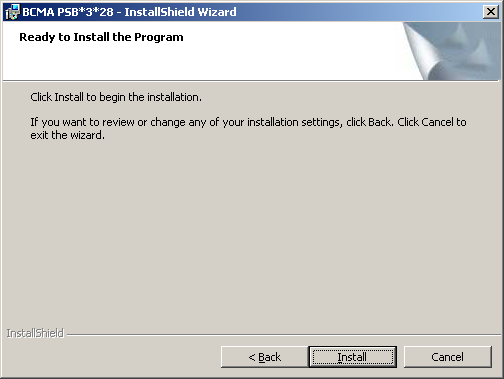 BCMA PSB*3*28 - InstallShield Wizard
Ready to Install the Program
Click Install to begin the installation.
If you want to review or change any of your installation settings, click Back. Click Cancel to
exit the wizard.
InstallShield
< Back
Install
Cancel